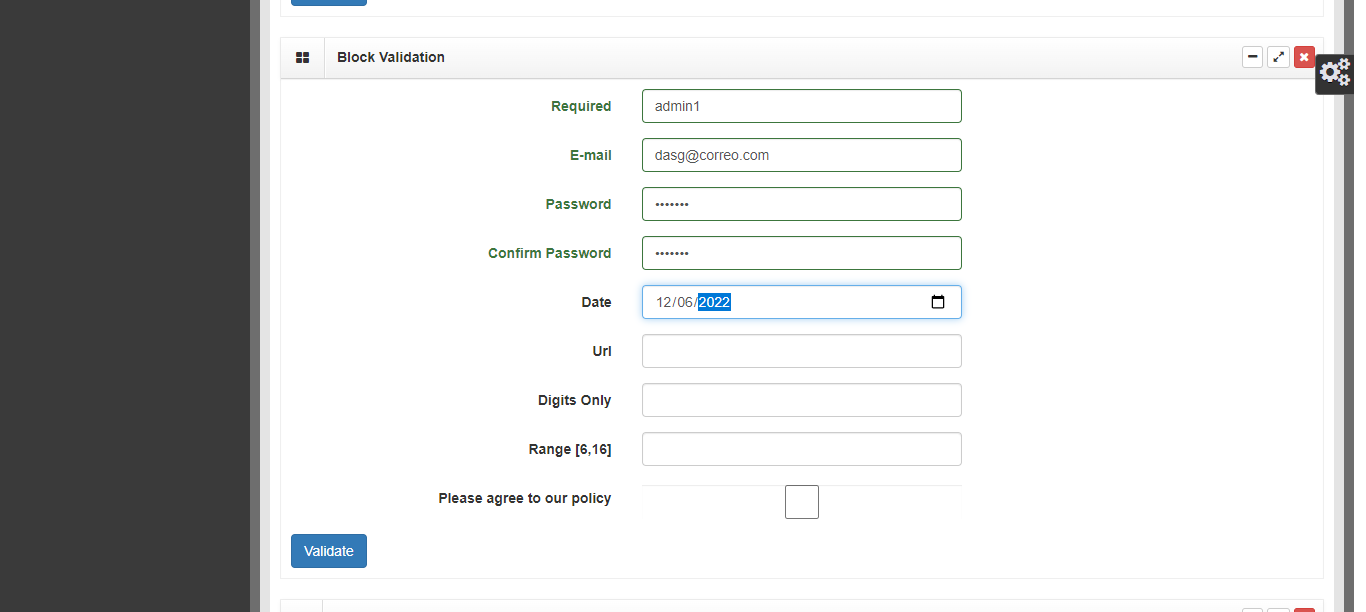 Block Validation
Required admin1
E-mail dasg@correo.com
Password •••••••
Confirm Password •••••••
Date 12/06/2022
Url
Digits Only
Range [6,16]
Please agree to our policy
Validate